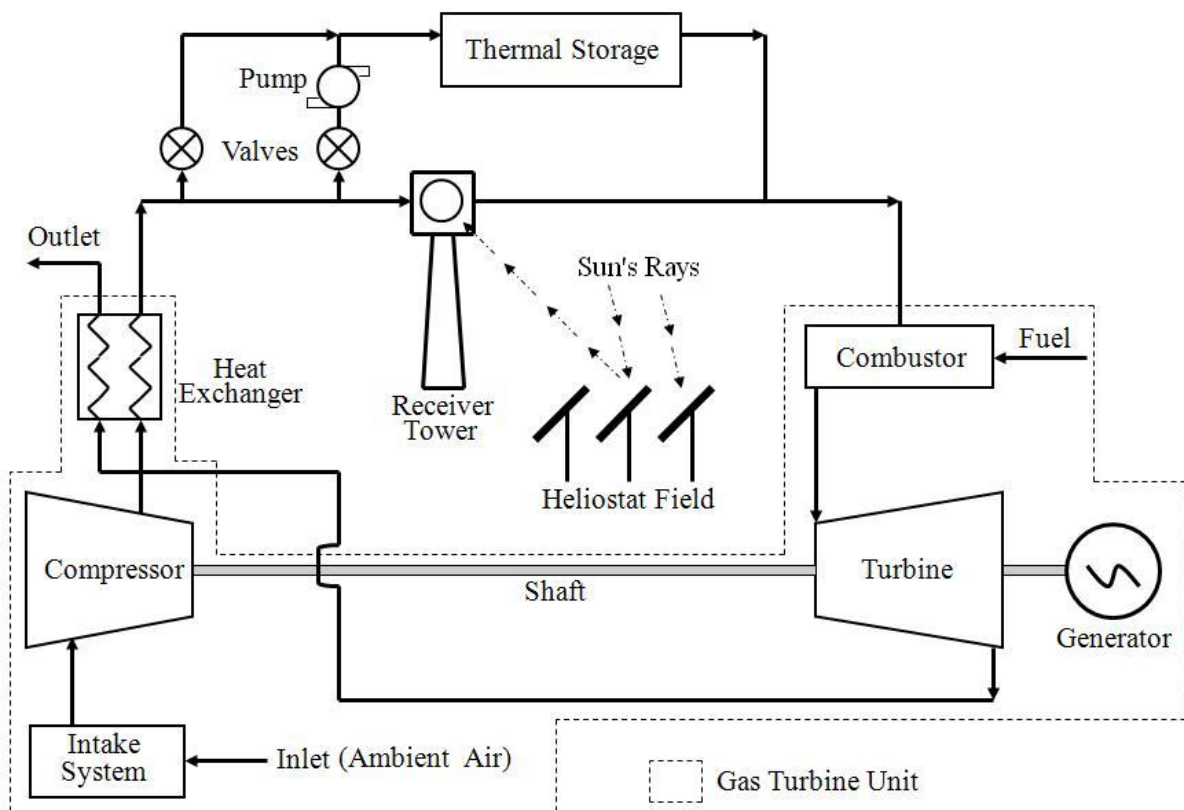 Thermal Storage
Pump
Valves
Outlet
Sun's Rays
Combustor
Fuel
Heat
Exchanger
Receiver
Tower
Heliostat Field
Compressor
Shaft
Turbine
Generator
Intake
System
Inlet (Ambient Air)
Gas Turbine Unit